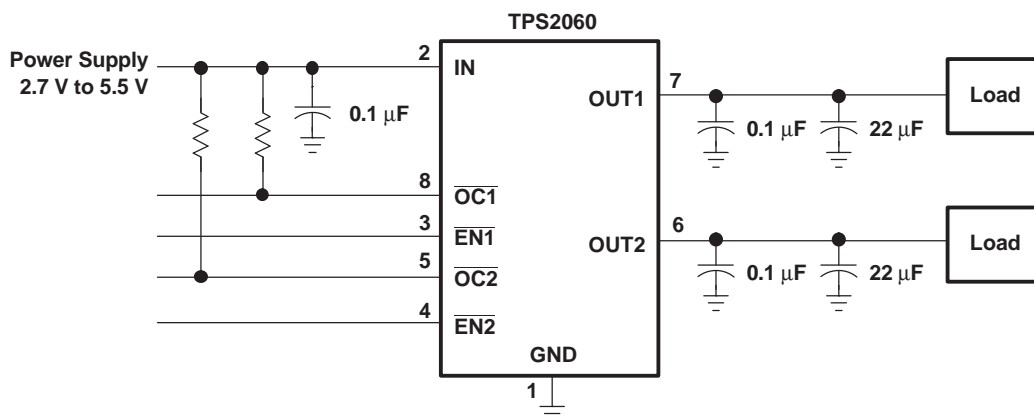 TPS2060
Power Supply
2.7 V to 5.5 V
2
IN
0.1 μF
7
OUT1
Load
0.1 μF
22 μF
8
OC1
3
EN1
5
OC2
4
EN2
6
OUT2
Load
0.1 μF
22 μF
GND
1